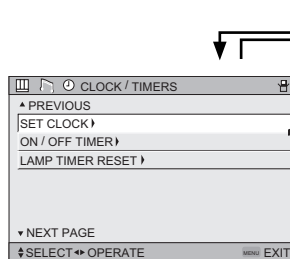 CLOCK / TIMERS
PREVIOUS
SET CLOCK
ON / OFF TIMER
LAMP TIMER RESET
NEXT PAGE
SELECT OPERATE MENU EXIT